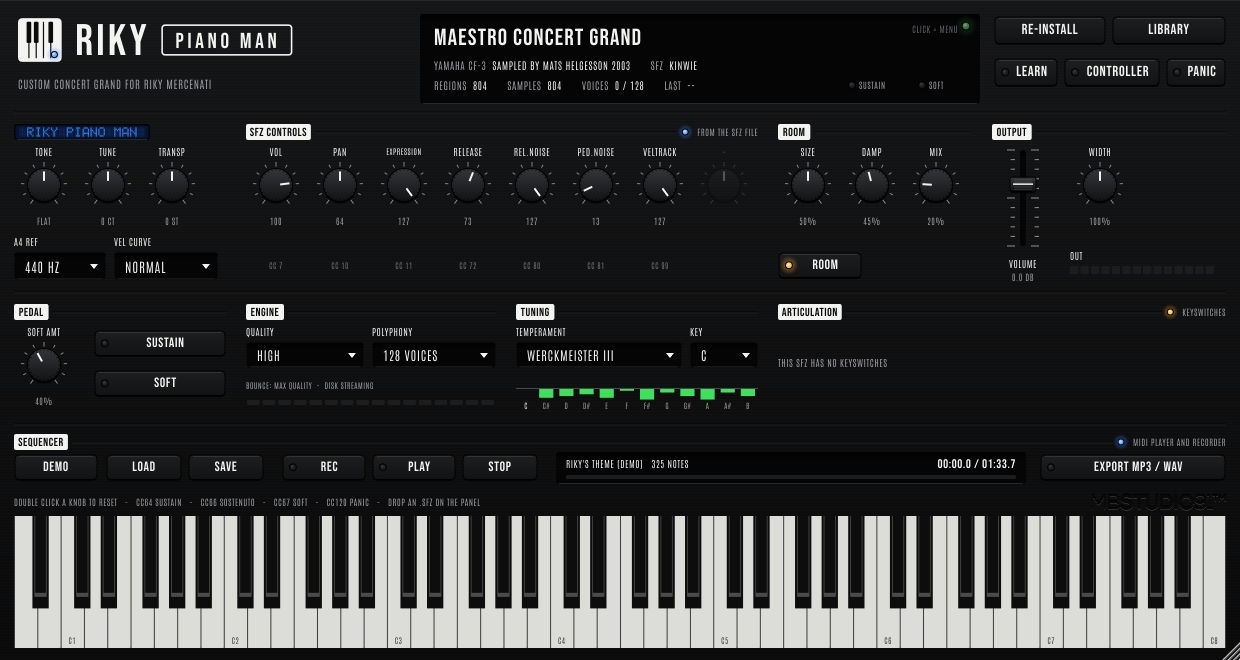 RIKY PIANO MAN
CUSTOM CONCERT GRAND FOR RIKY MERCENATI
MAESTRO CONCERT GRAND
CLICK = MENU
YAMAHA CF-3 SAMPLED BY MATS HELGESSON 2003 SFZ KINWIE
REGIONS 804 SAMPLES 804 VOICES 0 / 128 LAST --
SUSTAIN SOFT
RE-INSTALL LIBRARY
LEARN CONTROLLER PANIC
RIKY PIANO MAN
TONE TUNE TRANSP
FLAT 0 CT 0 ST
A4 REF VEL CURVE
440 HZ NORMAL
SFZ CONTROLS FROM THE SFZ FILE
VOL PAN EXPRESSION RELEASE REL.NOISE PED.NOISE VELTRACK -
100 64 127 73 127 13 127
CC 7 CC 10 CC 11 CC 72 CC 80 CC 81 CC 89
ROOM
SIZE DAMP MIX
50% 45% 20%
ROOM
OUTPUT
WIDTH
100%
VOLUME
0.0 DB
OUT
PEDAL
SOFT AMT
40%
SUSTAIN
SOFT
ENGINE
QUALITY POLYPHONY
HIGH 128 VOICES
BOUNCE: MAX QUALITY - DISK STREAMING
TUNING
TEMPERAMENT KEY
WERCKMEISTER III C
C C# D D# E F F# G G# A A# B
ARTICULATION KEYSWITCHES
THIS SFZ HAS NO KEYSWITCHES
SEQUENCER MIDI PLAYER AND RECORDER
DEMO LOAD SAVE REC PLAY STOP
RIKY'S THEME (DEMO) 325 NOTES 00:00.0 / 01:33.7
EXPORT MP3 / WAV
DOUBLE CLICK A KNOB TO RESET - CC64 SUSTAIN - CC66 SOSTENUTO - CC67 SOFT - CC120 PANIC - DROP AN .SFZ ON THE PANEL
C1 C2 C3 C4 C5 C6 C7 C8